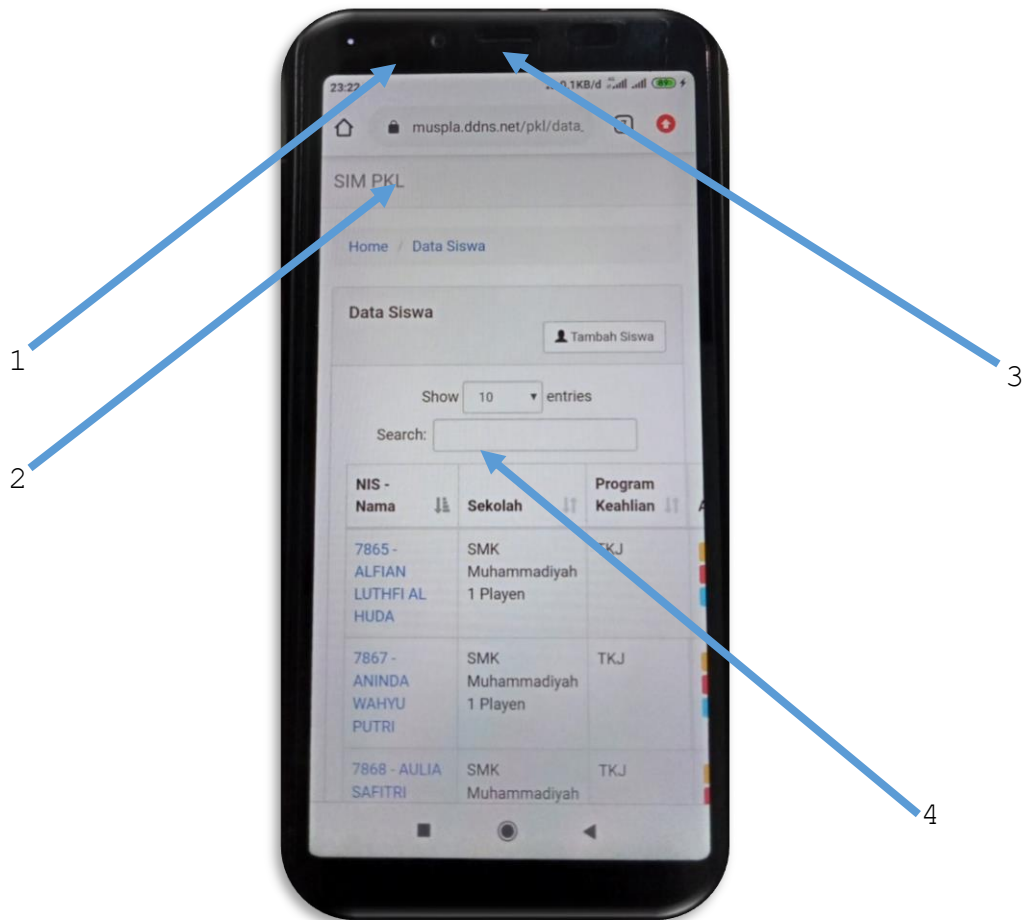 23:22
0.1KB/d
89
muspla.ddns.net/pkl/data_
SIM PKL
Home / Data Siswa
Data Siswa
Tambah Siswa
1
3
Show 10 entries
Search:
2
NIS - Nama
Sekolah
Program Keahlian
7865 - ALFIAN LUTHFI AL HUDA
SMK Muhammadiyah 1 Playen
TKJ
7867 - ANINDA WAHYU PUTRI
SMK Muhammadiyah 1 Playen
TKJ
7868 - AULIA SAFITRI
SMK Muhammadiyah
TKJ
4